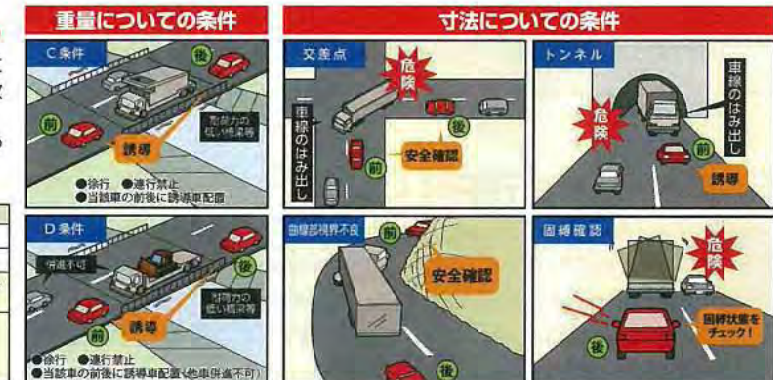 重量についての条件
C条件
後
前
誘導
耐荷力の
低い橋梁等
●徐行 ●連行禁止
●当該車の前後に誘導車配置
D条件
併進不可
後
耐荷力の
低い橋梁等
誘導
前
●徐行 ●連行禁止
●当該車の前後に誘導車配置(他車併進不可)
寸法についての条件
交差点
危険
車線のはみ出し
後
安全確認
前
トンネル
車線のはみ出し
危険
前
誘導
曲線部視界不良
前
安全確認
後
固縛確認
危険
固縛状態を
チェック!
後